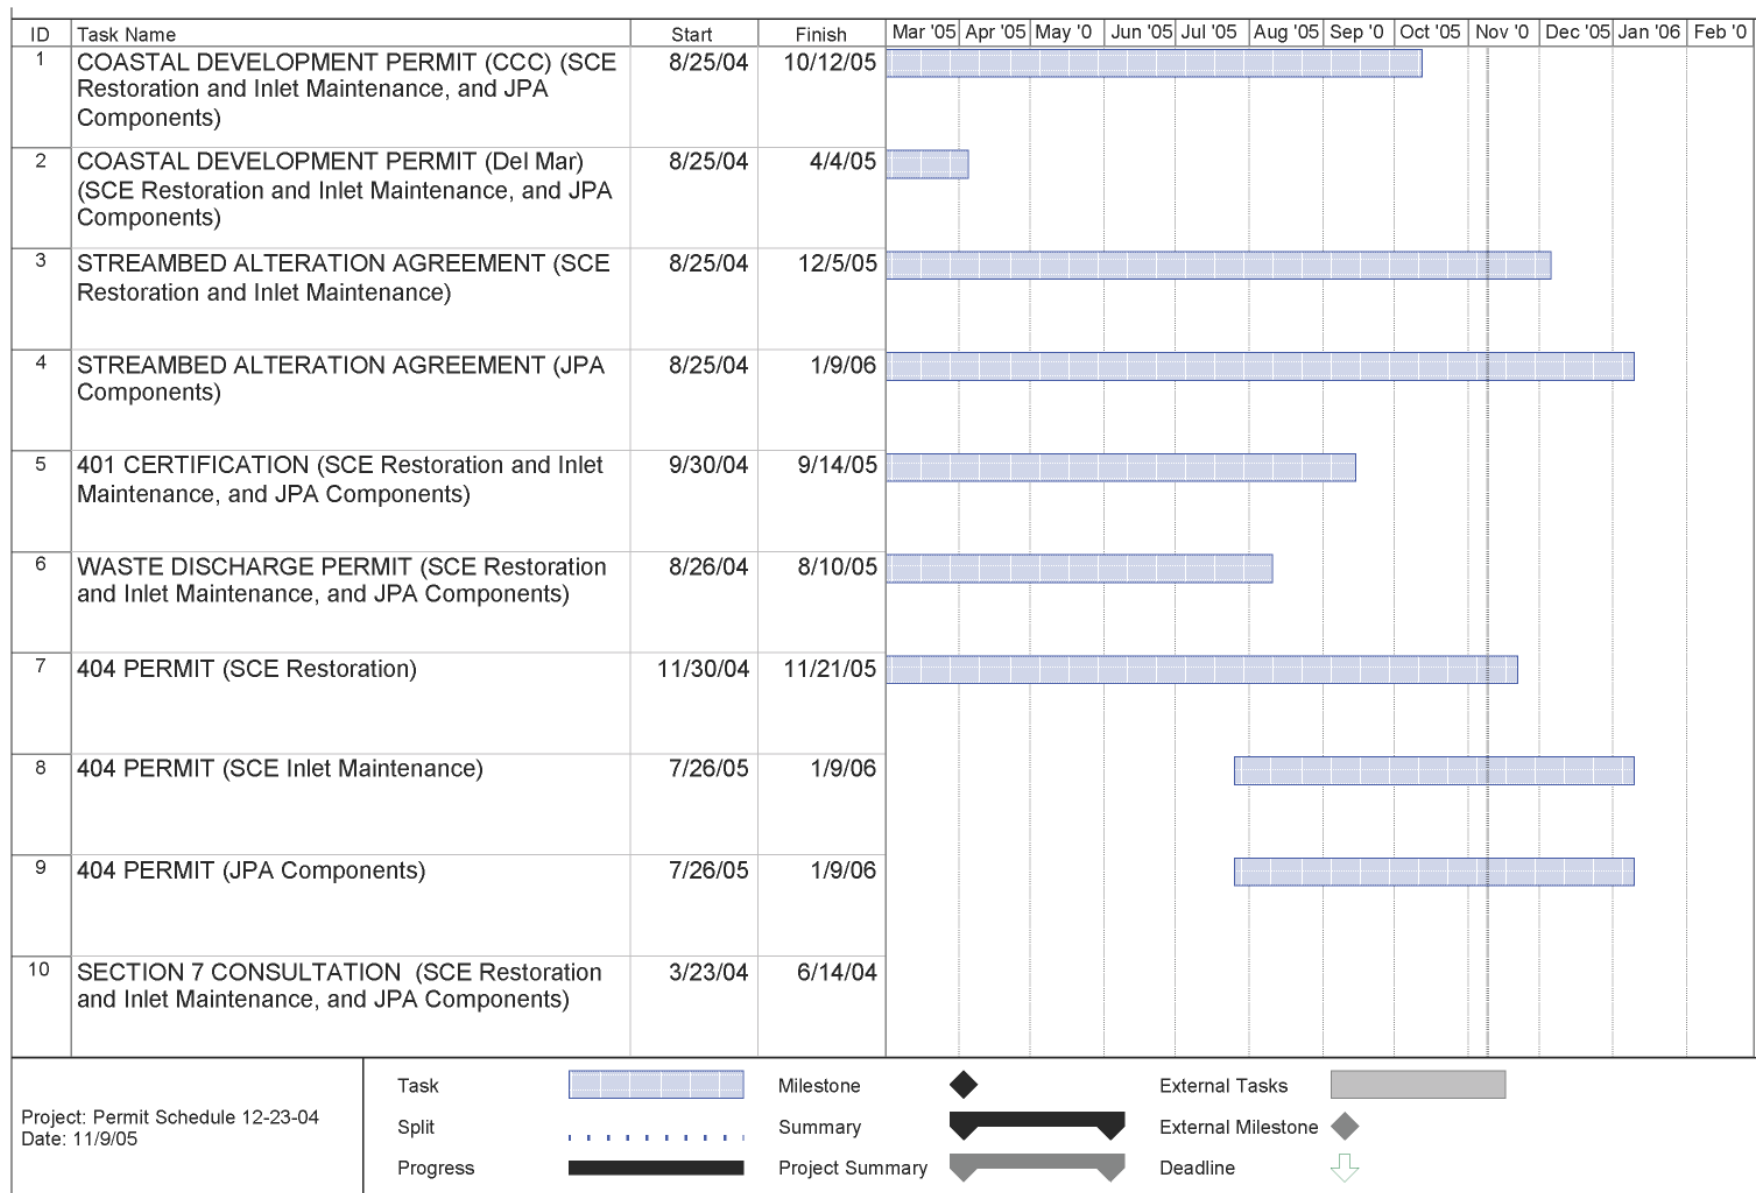 ID Task Name Start Finish Mar '05 Apr '05 May '0 Jun '05 Jul '05 Aug '05 Sep '0 Oct '05 Nov '0 Dec '05 Jan '06 Feb '0
1 COASTAL DEVELOPMENT PERMIT (CCC) (SCE 8/25/04 10/12/05
Restoration and Inlet Maintenance, and JPA
Components)
2 COASTAL DEVELOPMENT PERMIT (Del Mar) 8/25/04 4/4/05
(SCE Restoration and Inlet Maintenance, and JPA
Components)
3 STREAMBED ALTERATION AGREEMENT (SCE 8/25/04 12/5/05
Restoration and Inlet Maintenance)
4 STREAMBED ALTERATION AGREEMENT (JPA 8/25/04 1/9/06
Components)
5 401 CERTIFICATION (SCE Restoration and Inlet 9/30/04 9/14/05
Maintenance, and JPA Components)
6 WASTE DISCHARGE PERMIT (SCE Restoration 8/26/04 8/10/05
and Inlet Maintenance, and JPA Components)
7 404 PERMIT (SCE Restoration) 11/30/04 11/21/05
8 404 PERMIT (SCE Inlet Maintenance) 7/26/05 1/9/06
9 404 PERMIT (JPA Components) 7/26/05 1/9/06
10 SECTION 7 CONSULTATION (SCE Restoration 3/23/04 6/14/04
and Inlet Maintenance, and JPA Components)
Project: Permit Schedule 12-23-04
Date: 11/9/05
Task Milestone External Tasks
Split Summary External Milestone
Progress Project Summary Deadline